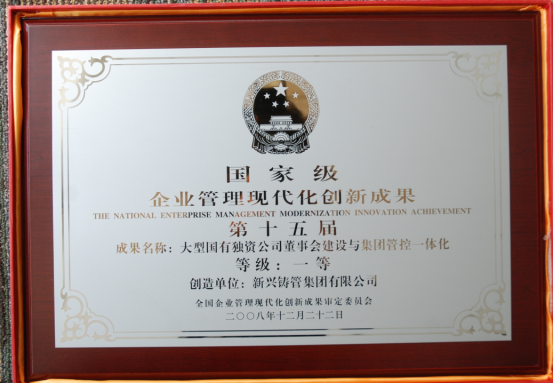 国家级
企业管理现代化创新成果
THE NATIONAL ENTERPRISE MANAGEMENT MODERNIZATION INNOVATION ACHIEVEMENT
第十五届
成果名称：大型国有独资公司董事会建设与集团管控一体化
等级：一等
创造单位：新兴铸管集团有限公司
全国企业管理现代化创新成果审定委员会
二〇〇八年十二月二十二日